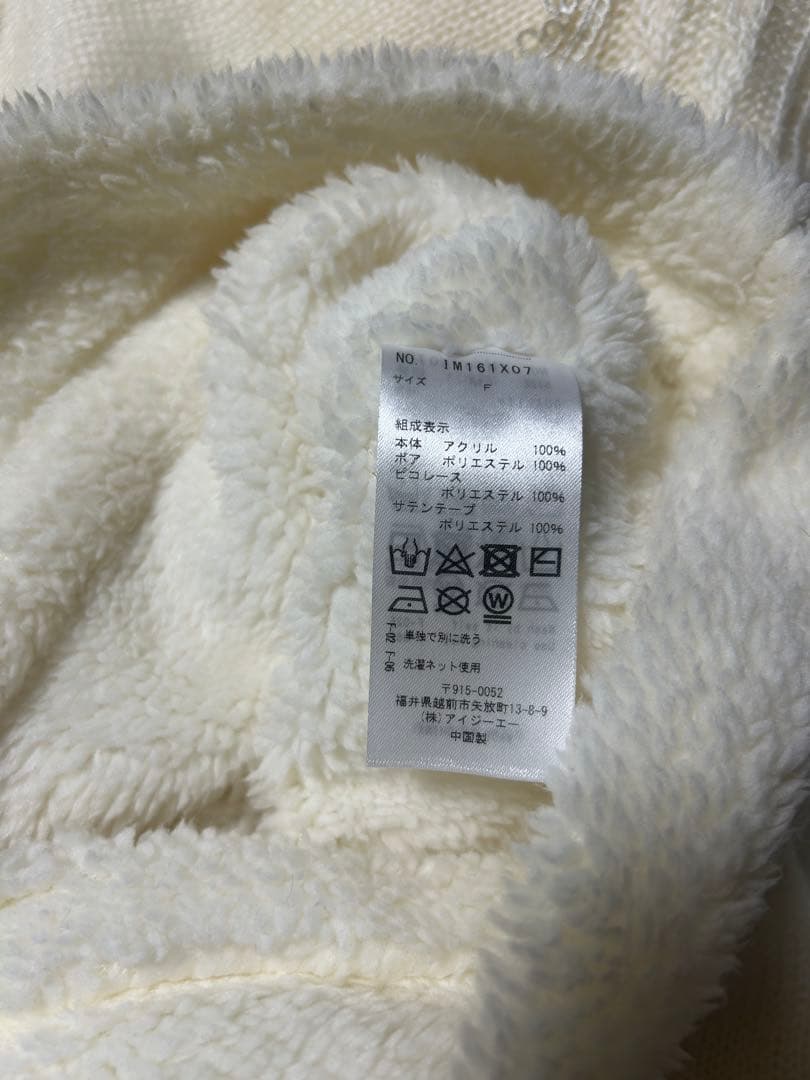 NO. IM161X07
サイズ F
組成表示
本体 アクリル 100%
ボア ポリエステル 100%
ピコレース
ポリエステル 100%
サテンテープ
ポリエステル 100%
W
F-02 単独で別に洗う
F-06 洗濯ネット使用
〒915-0052
福井県越前市矢放町13-8-9
(株)アイジーエー
中国製